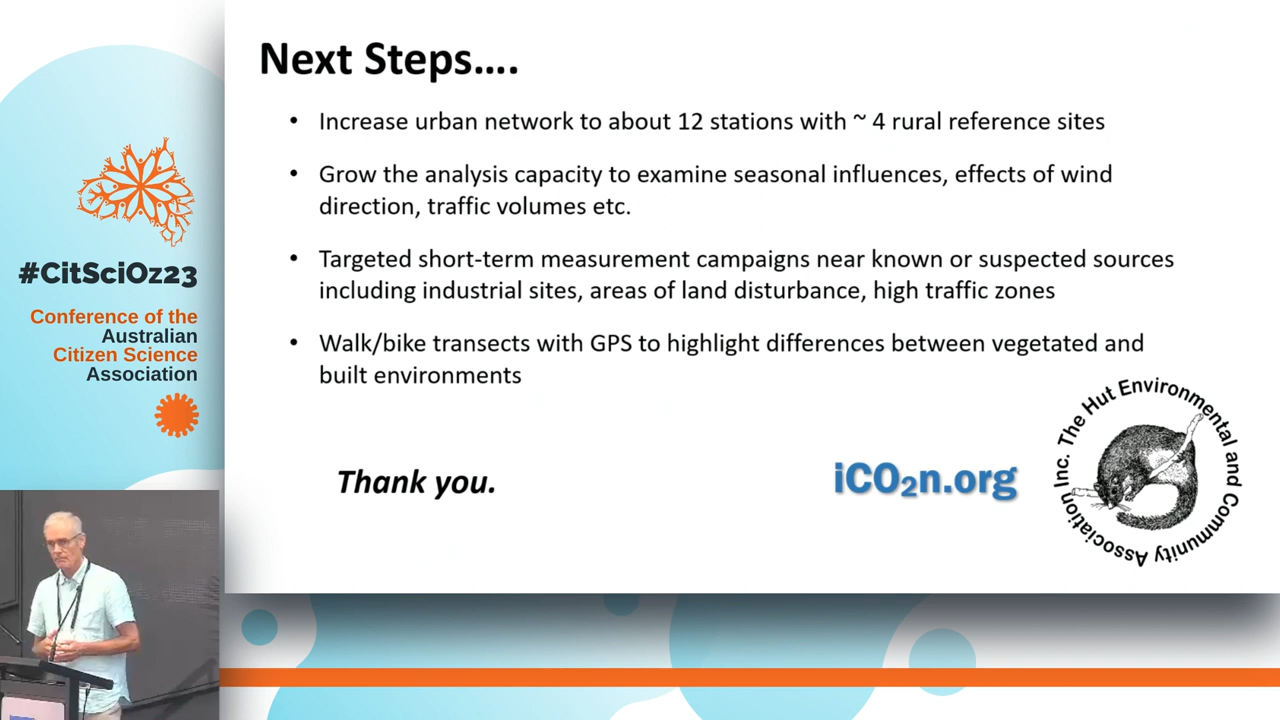 Next Steps….
• Increase urban network to about 12 stations with ~ 4 rural reference sites
• Grow the analysis capacity to examine seasonal influences, effects of wind
direction, traffic volumes etc.
• Targeted short-term measurement campaigns near known or suspected sources
including industrial sites, areas of land disturbance, high traffic zones
• Walk/bike transects with GPS to highlight differences between vegetated and
built environments
Thank you.
iCO₂n.org
The Hut Environmental and Community Association Inc.
#CitSciOz23
Conference of the
Australian
Citizen Science
Association